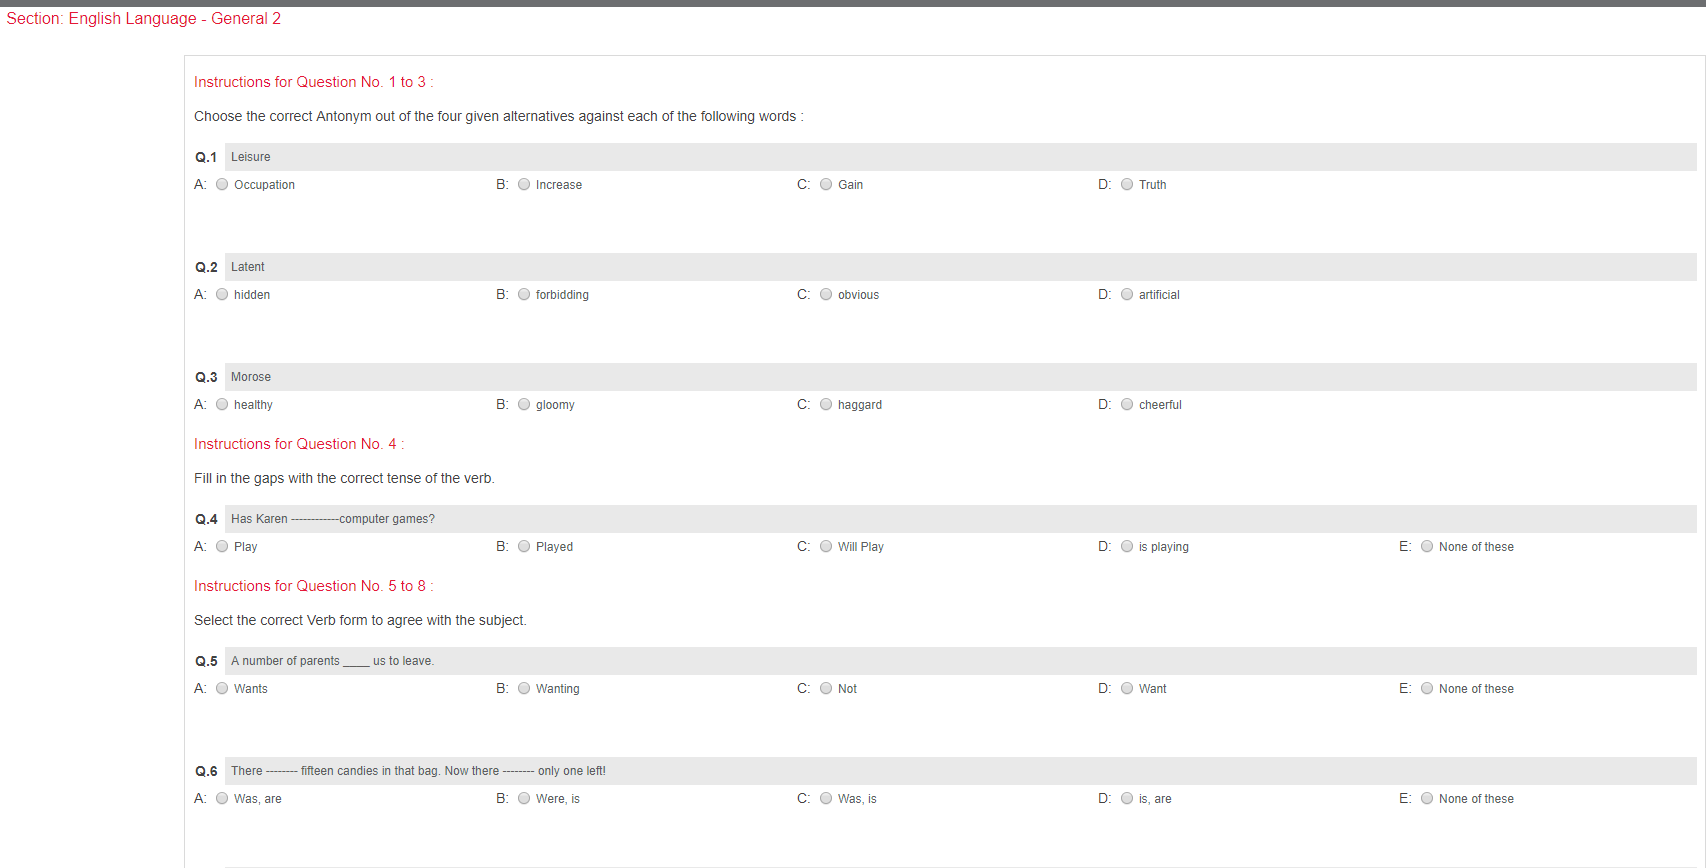 Section: English Language - General 2
Instructions for Question No. 1 to 3 :
Choose the correct Antonym out of the four given alternatives against each of the following words :
Q.1 Leisure
A: Occupation B: Increase C: Gain D: Truth
Q.2 Latent
A: hidden B: forbidding C: obvious D: artificial
Q.3 Morose
A: healthy B: gloomy C: haggard D: cheerful
Instructions for Question No. 4 :
Fill in the gaps with the correct tense of the verb.
Q.4 Has Karen ------------computer games?
A: Play B: Played C: Will Play D: is playing E: None of these
Instructions for Question No. 5 to 8 :
Select the correct Verb form to agree with the subject.
Q.5 A number of parents ____ us to leave.
A: Wants B: Wanting C: Not D: Want E: None of these
Q.6 There -------- fifteen candies in that bag. Now there -------- only one left!
A: Was, are B: Were, is C: Was, is D: is, are E: None of these